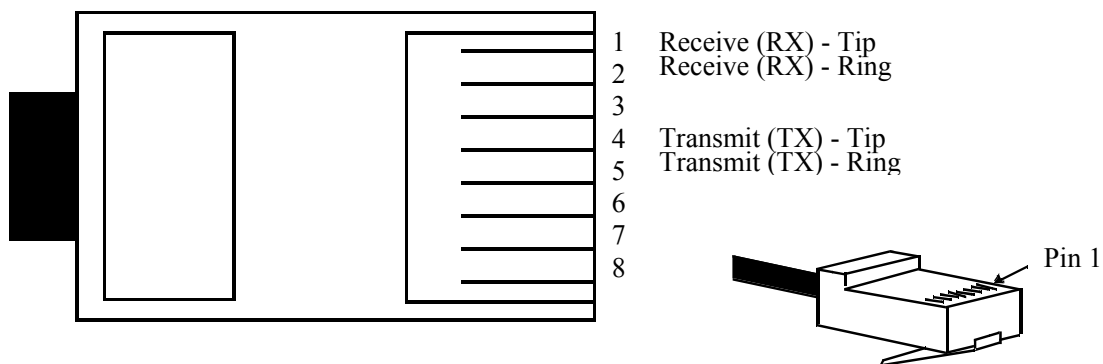 1 Receive (RX) - Tip
2 Receive (RX) - Ring
3
4 Transmit (TX) - Tip
5 Transmit (TX) - Ring
6
7
8
Pin 1